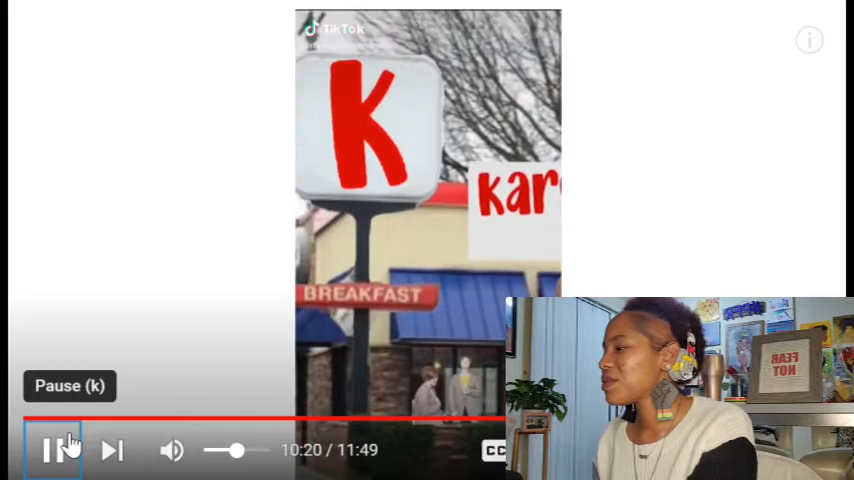 TikTok
K
kar
BREAKFAST
Pause (k)
10:20 / 11:49
CC
FEAR
NOT